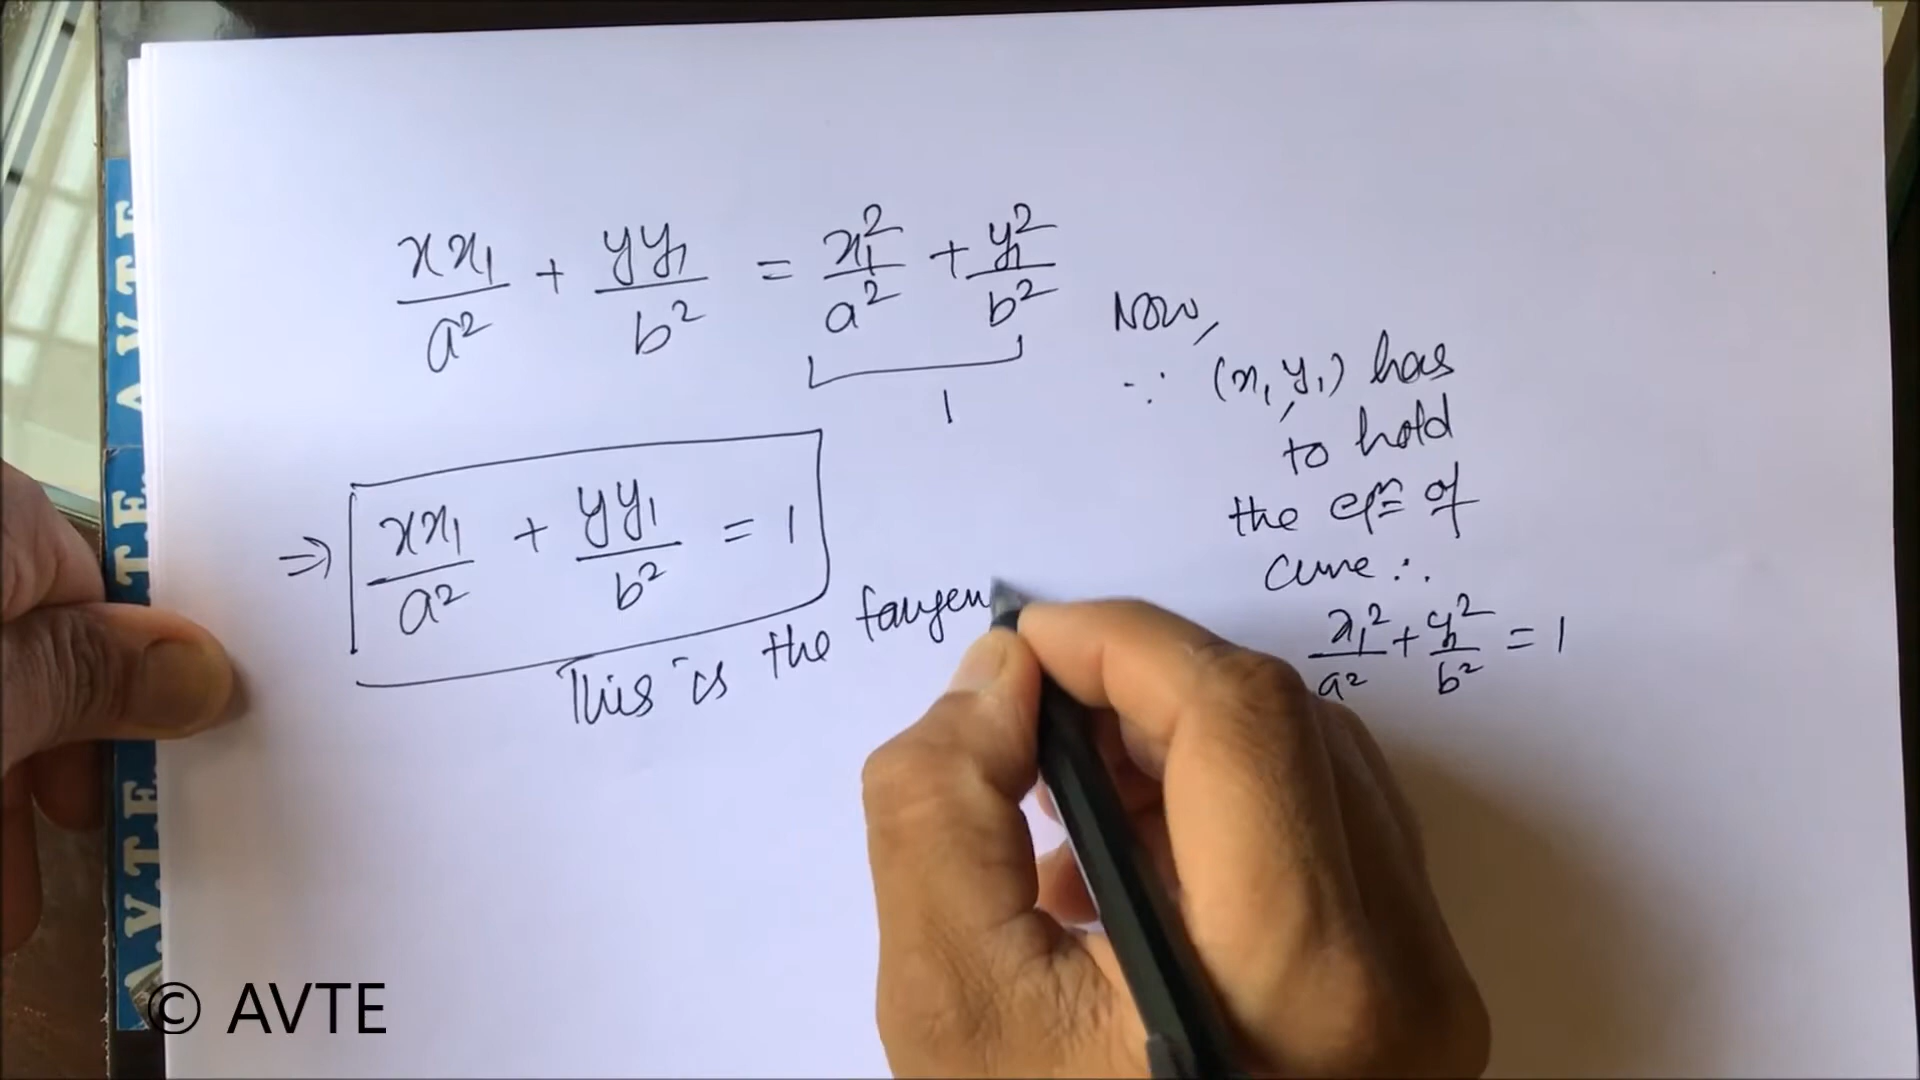 xx₁/a² + yy₁/b² = x₁²/a² + y₁²/b²
1
Now,
∵ (x₁, y₁) has
to hold
the eqⁿ of
curve ∴
x₁²/a² + y₁²/b² = 1
⇒ xx₁/a² + yy₁/b² = 1
This is the tangen
A.V.T.E
© AVTE